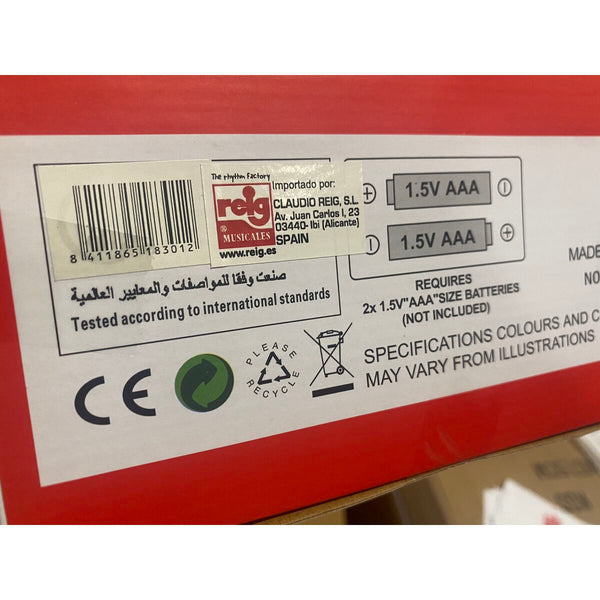 8 411865 183012
The rhythm Factory
reig
MUSICALES
www.reig.es
Importado por:
CLAUDIO REIG, S.L.
Av. Juan Carlos I, 23
03440- Ibi (Alicante)
SPAIN
صنعت وفقا للمواصفات والمعايير العالمية
Tested according to international standards
1.5V AAA
1.5V AAA
REQUIRES
2x 1.5V"AAA"SIZE BATTERIES
(NOT INCLUDED)
MADE
NO
SPECIFICATIONS COLOURS AND C
MAY VARY FROM ILLUSTRATIONS
CE
PLEASE
RECYCLE